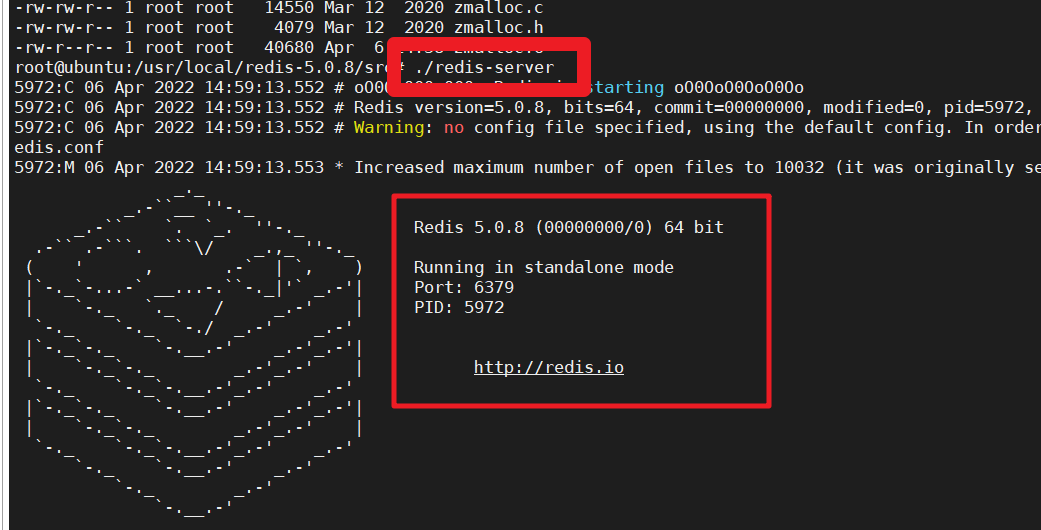 -rw-rw-r-- 1 root root   14550 Mar 12  2020 zmalloc.c
-rw-rw-r-- 1 root root    4079 Mar 12  2020 zmalloc.h
-rw-r--r-- 1 root root   40680 Apr  6
root@ubuntu:/usr/local/redis-5.0.8/src# ./redis-server
5972:C 06 Apr 2022 14:59:13.552 # starting oO0OoO0OoO0Oo
5972:C 06 Apr 2022 14:59:13.552 # Redis version=5.0.8, bits=64, commit=00000000, modified=0, pid=5972,
5972:C 06 Apr 2022 14:59:13.552 # Warning: no config file specified, using the default config. In order
edis.conf
5972:M 06 Apr 2022 14:59:13.553 * Increased maximum number of open files to 10032 (it was originally se
Redis 5.0.8 (00000000/0) 64 bit
Running in standalone mode
Port: 6379
PID: 5972
http://redis.io